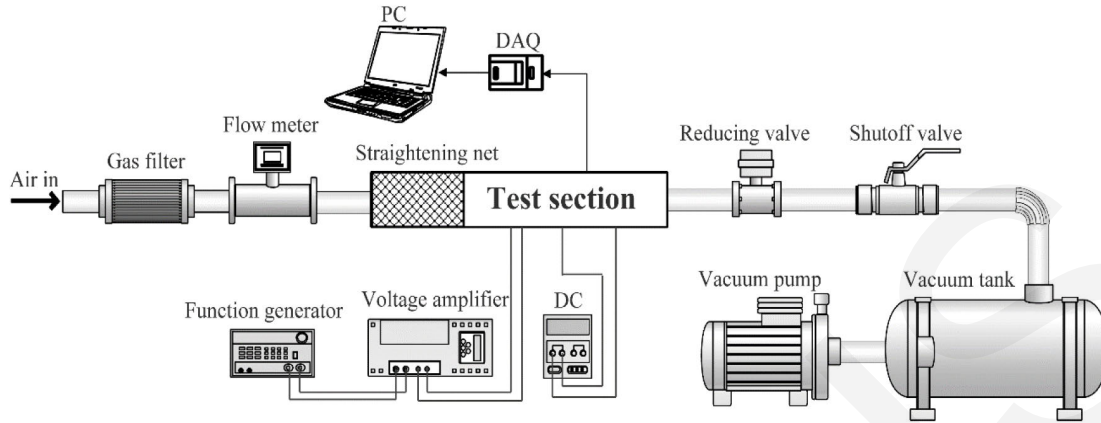 PC
DAQ
Flow meter
Reducing valve
Shutoff valve
Gas filter
Straightening net
Air in
Test section
Vacuum pump
Vacuum tank
Function generator
Voltage amplifier
DC